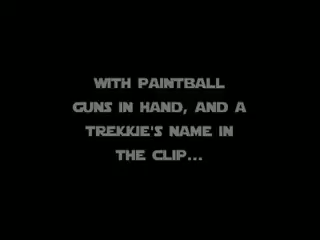 WITH PAINTBALL
GUNS IN HAND, AND A
TREKKIE'S NAME IN
THE CLIP...